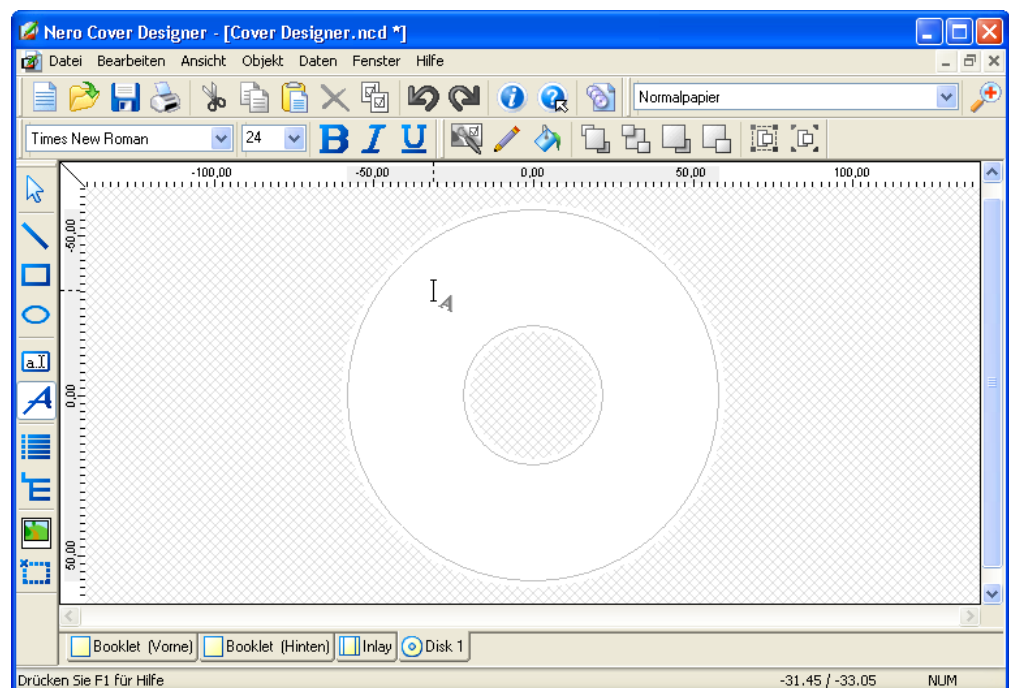 Nero Cover Designer - [Cover Designer.ncd *]
Datei Bearbeiten Ansicht Objekt Daten Fenster Hilfe
Normalpapier
Times New Roman 24 B I U
-100,00 -50,00 0,00 50,00 100,00
-50,00
0,00
50,00
a.I
A
A
Booklet (Vorne) Booklet (Hinten) Inlay Disk 1
Drücken Sie F1 für Hilfe -31.45 / -33.05 NUM